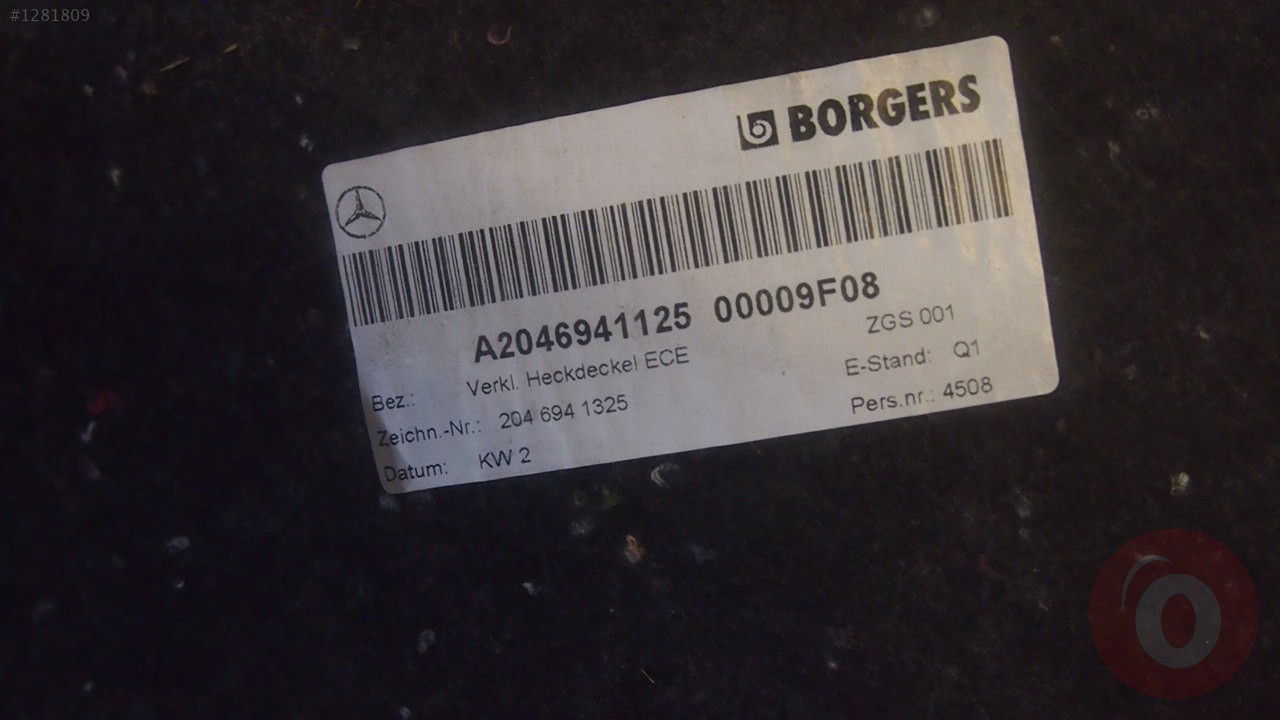 #1281809
BORGERS
A2046941125 00009F08
Bez.: Verkl. Heckdeckel ECE ZGS 001
Zeichn.-Nr.: 204 694 1325 E-Stand: Q1
Datum: KW 2 Pers.nr.: 4508